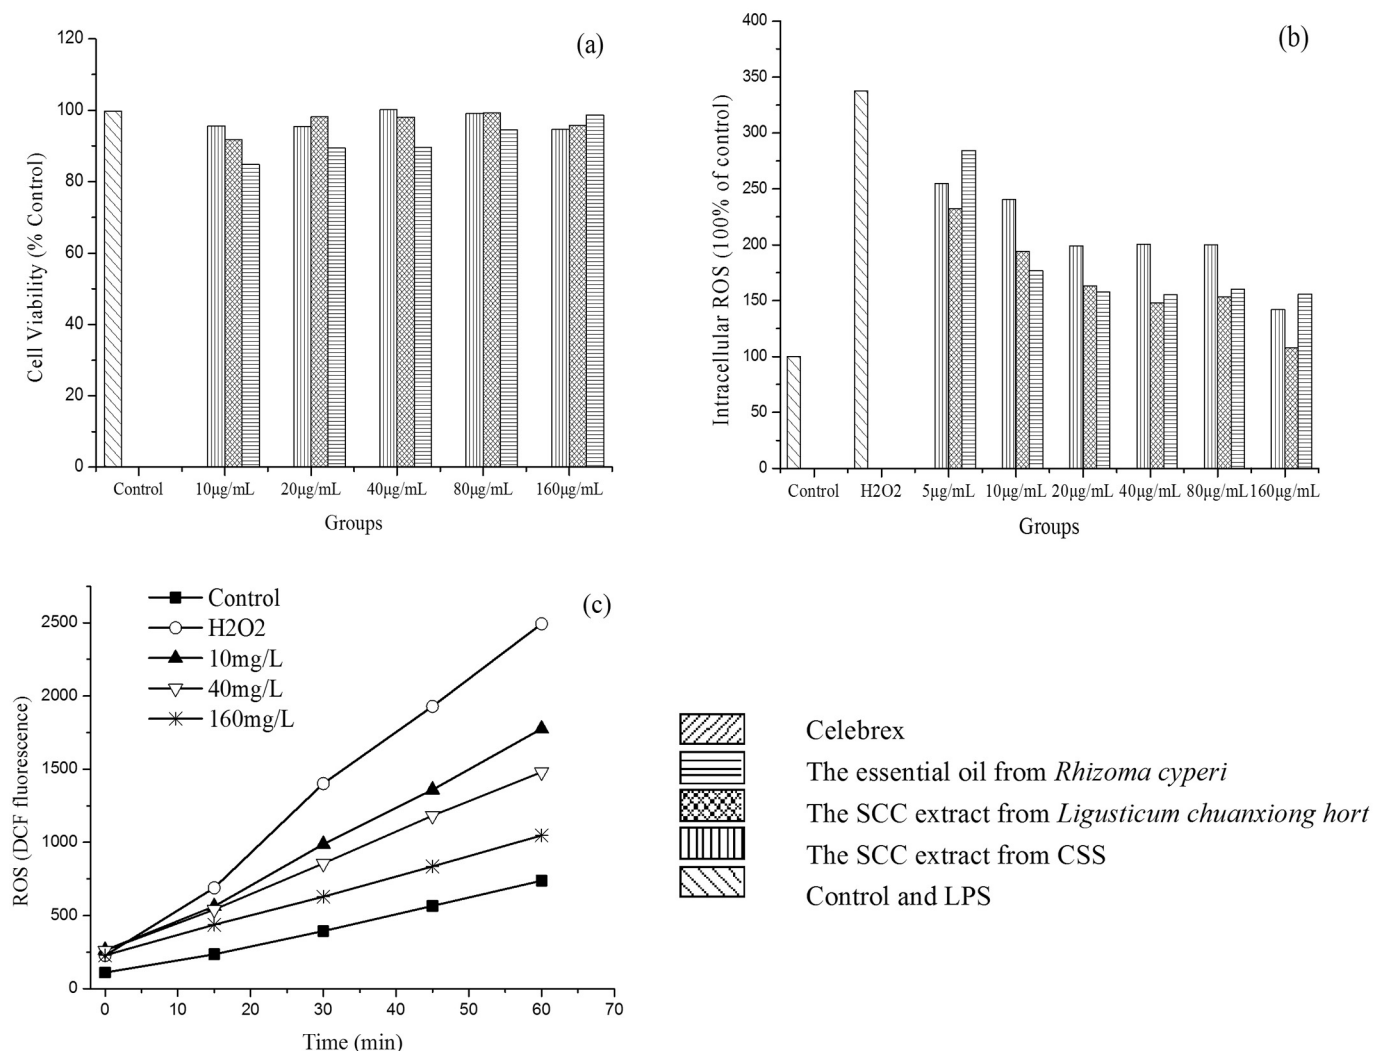 (a)
120
100
80
60
40
20
0
Cell Viability (% Control)
Control 10μg/mL 20μg/mL 40μg/mL 80μg/mL 160μg/mL
Groups
(b)
400
350
300
250
200
150
100
50
0
Intracellular ROS (100% of control)
Control H2O2 5μg/mL 10μg/mL 20μg/mL 40μg/mL 80μg/mL 160μg/mL
Groups
(c)
Control
H2O2
10mg/L
40mg/L
160mg/L
2500
2000
1500
1000
500
0
ROS (DCF fluorescence)
0 10 20 30 40 50 60 70
Time (min)
Celebrex
The essential oil from Rhizoma cyperi
The SCC extract from Ligusticum chuanxiong hort
The SCC extract from CSS
Control and LPS